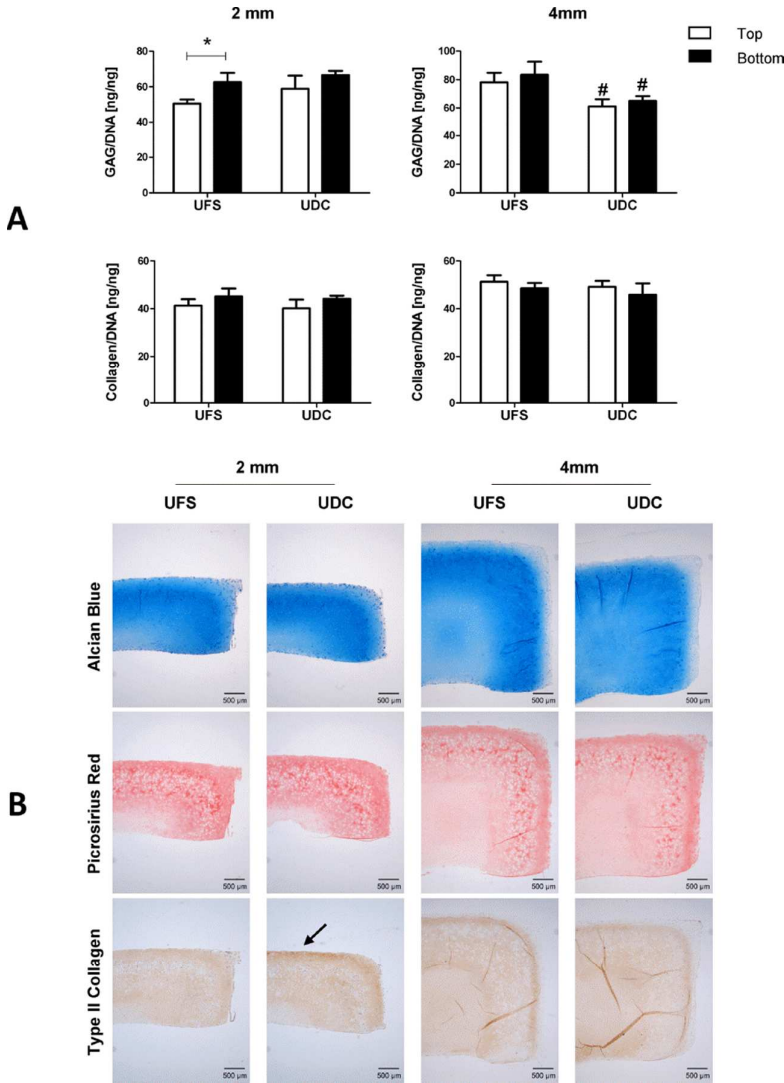 2 mm
4mm
Top
Bottom
*
GAG/DNA [ng/ng]
80
60
40
20
0
UFS
UDC
GAG/DNA [ng/ng]
100
80
60
40
20
0
#
#
UFS
UDC
A
Collagen/DNA [ng/ng]
60
40
20
0
UFS
UDC
Collagen/DNA [ng/ng]
60
40
20
0
UFS
UDC
2 mm
4mm
UFS
UDC
UFS
UDC
Alcian Blue
500 µm
500 µm
500 µm
500 µm
B
Picrosirius Red
500 µm
500 µm
500 µm
500 µm
Type II Collagen
500 µm
500 µm
500 µm
500 µm